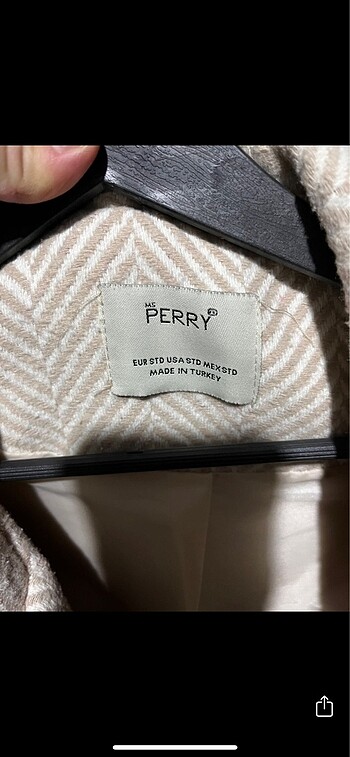 MS
PERRY
EUR STD USA STD MEX STD
MADE IN TURKEY